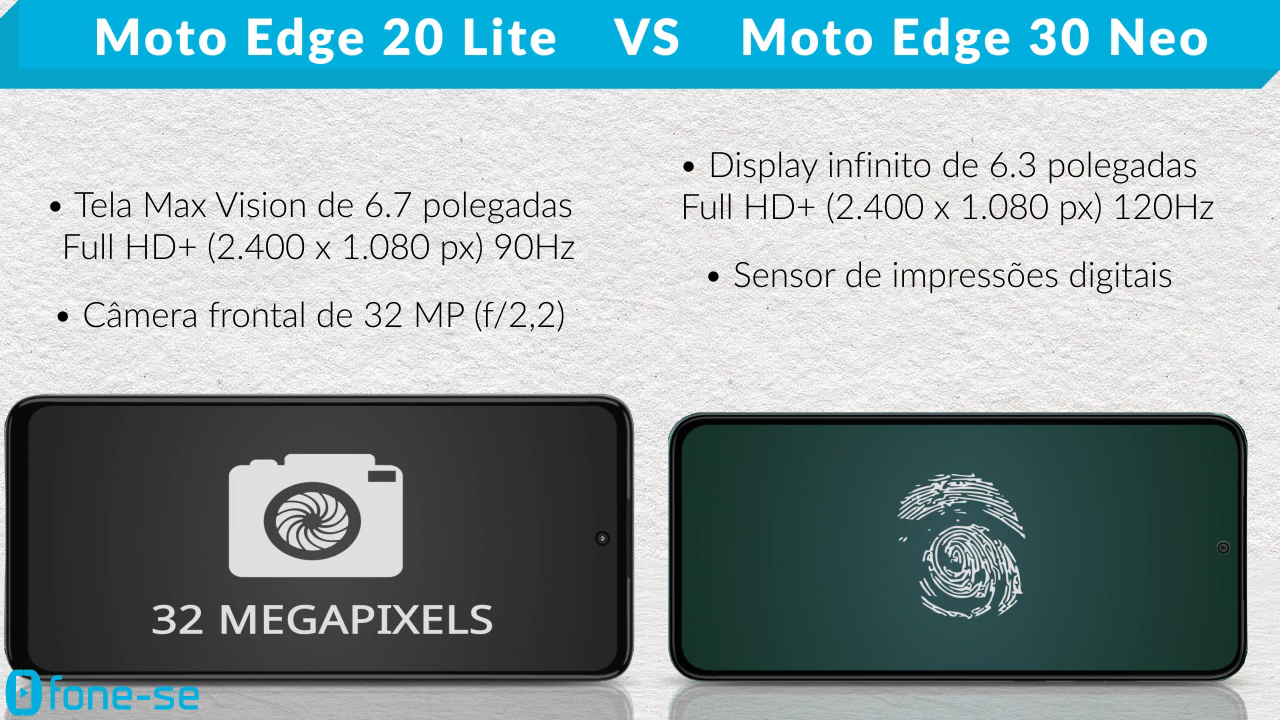 Moto Edge 20 Lite VS Moto Edge 30 Neo
• Tela Max Vision de 6.7 polegadas
Full HD+ (2.400 x 1.080 px) 90Hz
• Câmera frontal de 32 MP (f/2,2)
• Display infinito de 6.3 polegadas
Full HD+ (2.400 x 1.080 px) 120Hz
• Sensor de impressões digitais
32 MEGAPIXELS
fone-se